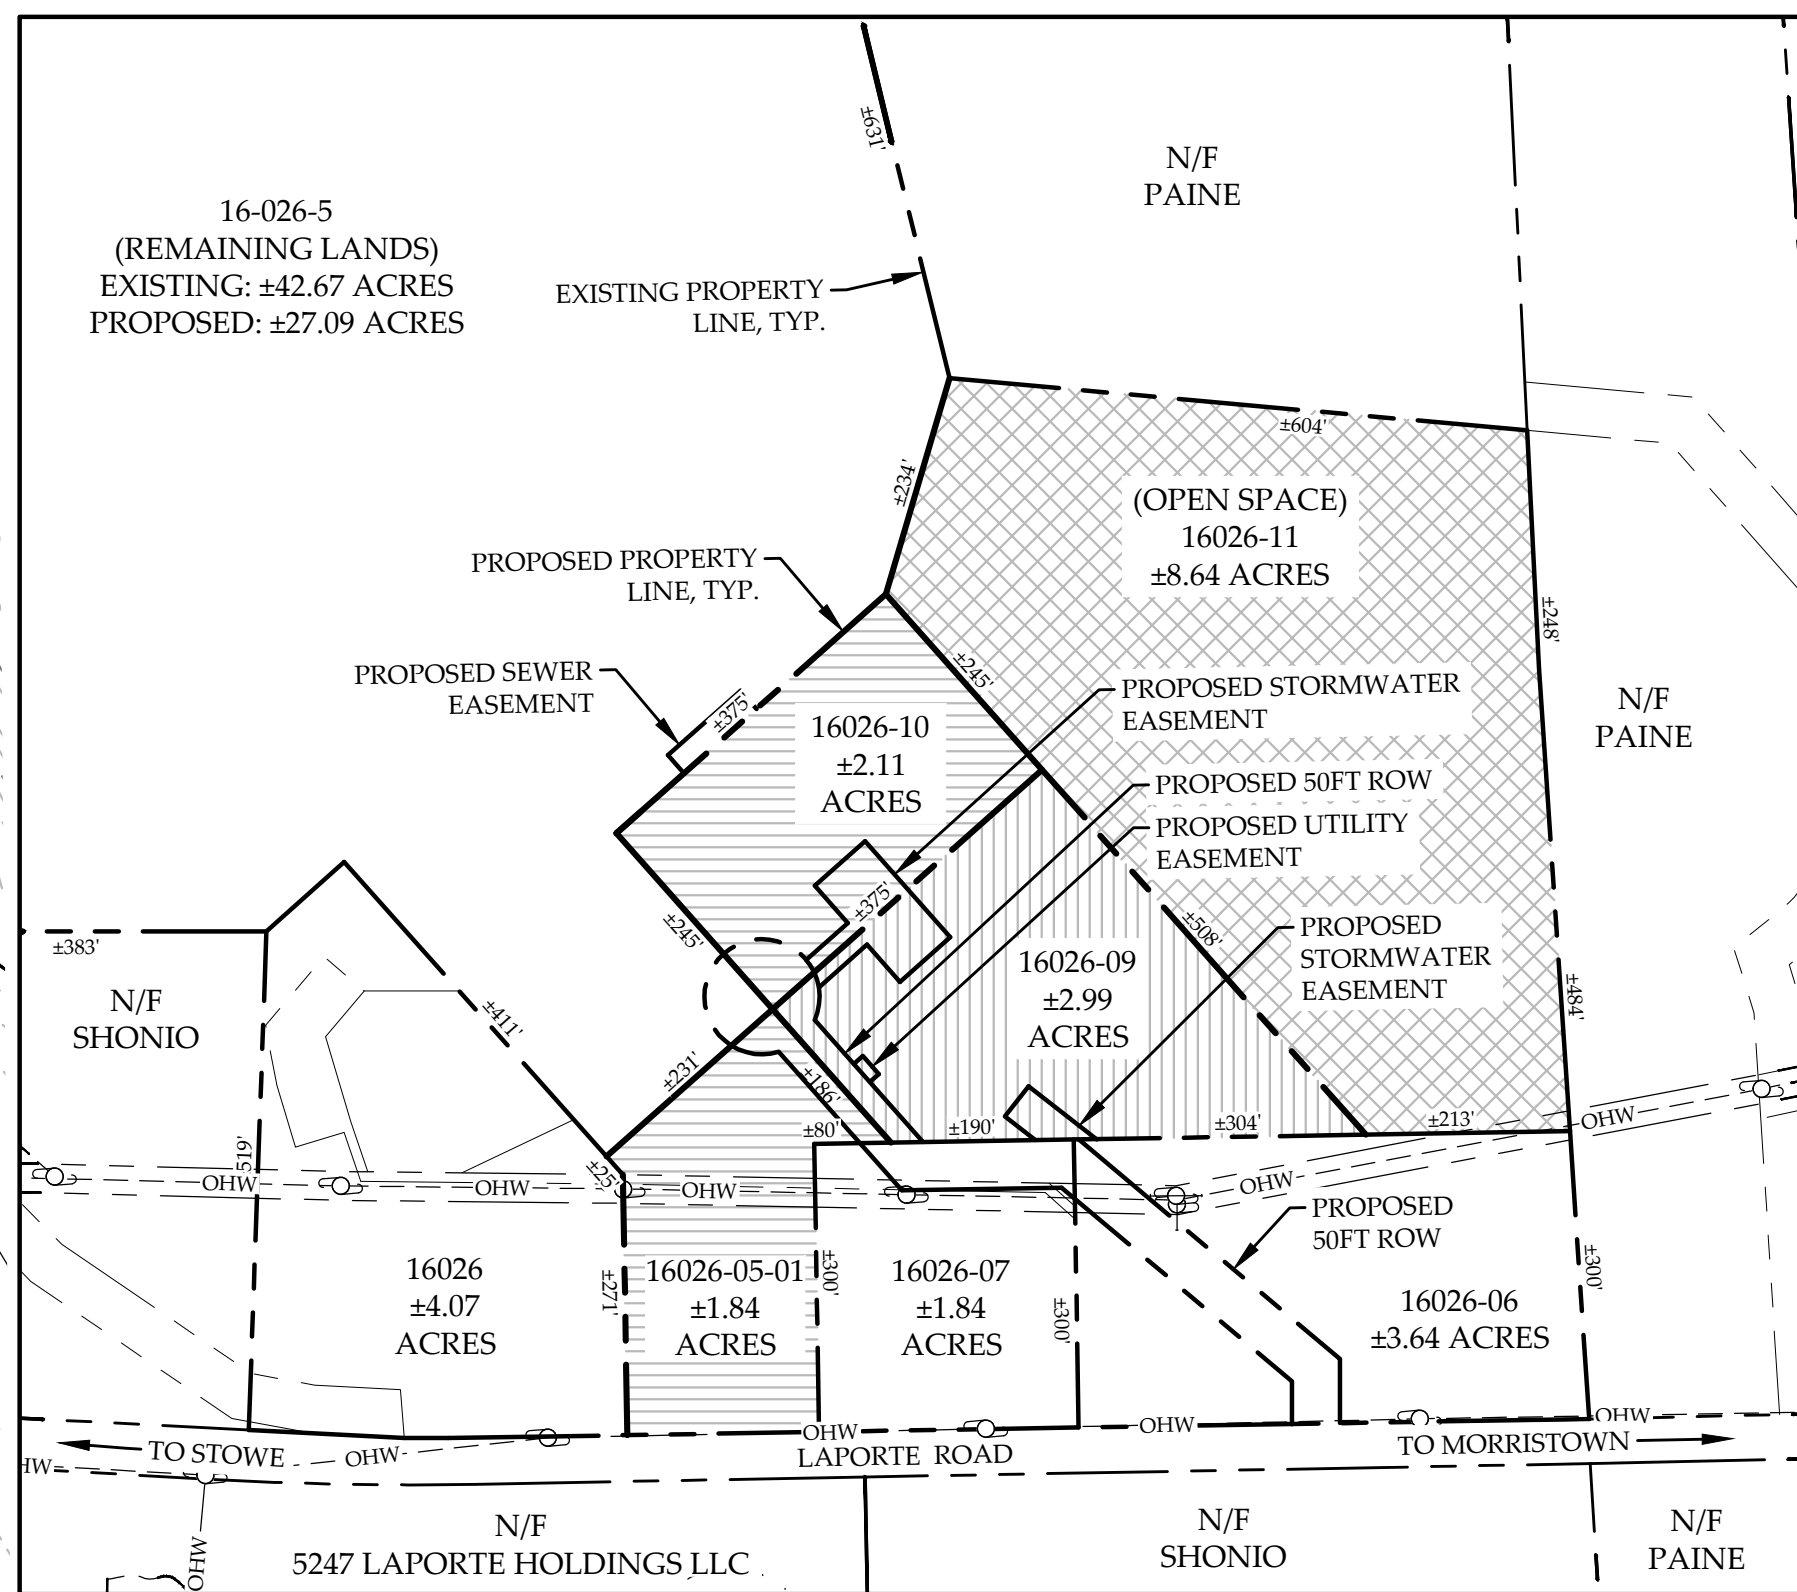 ±631'
N/F
PAINE
16-026-5
(REMAINING LANDS)
EXISTING: ±42.67 ACRES
PROPOSED: ±27.09 ACRES
EXISTING PROPERTY
LINE, TYP.
±604'
±234'
(OPEN SPACE)
16026-11
±8.64 ACRES
PROPOSED PROPERTY
LINE, TYP.
±248'
PROPOSED SEWER
EASEMENT
±245'
PROPOSED STORMWATER
EASEMENT
N/F
PAINE
±375'
16026-10
±2.11
ACRES
PROPOSED 50FT ROW
PROPOSED UTILITY
EASEMENT
±375'
±245'
±508'
PROPOSED
STORMWATER
EASEMENT
±383'
N/F
SHONIO
16026-09
±2.99
ACRES
±484'
±411'
±231'
±186'
±80'
±190'
±304'
±213'
OHW
±519'
±25'
OHW
OHW
OHW
OHW
PROPOSED
50FT ROW
16026
±4.07
ACRES
±271'
16026-05-01
±1.84
ACRES
±300'
16026-07
±1.84
ACRES
±300'
±300'
16026-06
±3.64 ACRES
OHW
OHW
OHW
TO STOWE
OHW
LAPORTE ROAD
TO MORRISTOWN
HW
OHW
N/F
5247 LAPORTE HOLDINGS LLC
N/F
SHONIO
N/F
PAINE